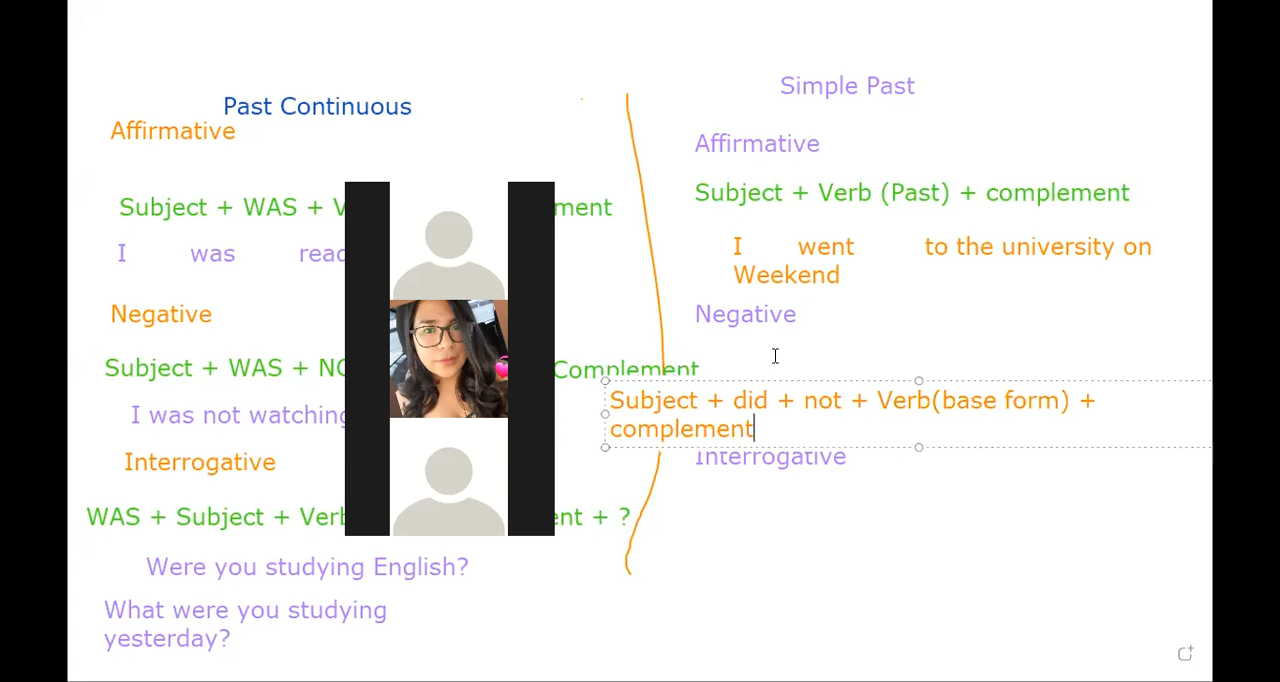 Past Continuous
Affirmative
Subject + WAS + V ment
I was read
Negative
Subject + WAS + NO Complement
I was not watching
Interrogative
WAS + Subject + Verb ent + ?
Were you studying English?
What were you studying
yesterday?
Simple Past
Affirmative
Subject + Verb (Past) + complement
I went to the university on
Weekend
Negative
Subject + did + not + Verb(base form) +
complement
Interrogative